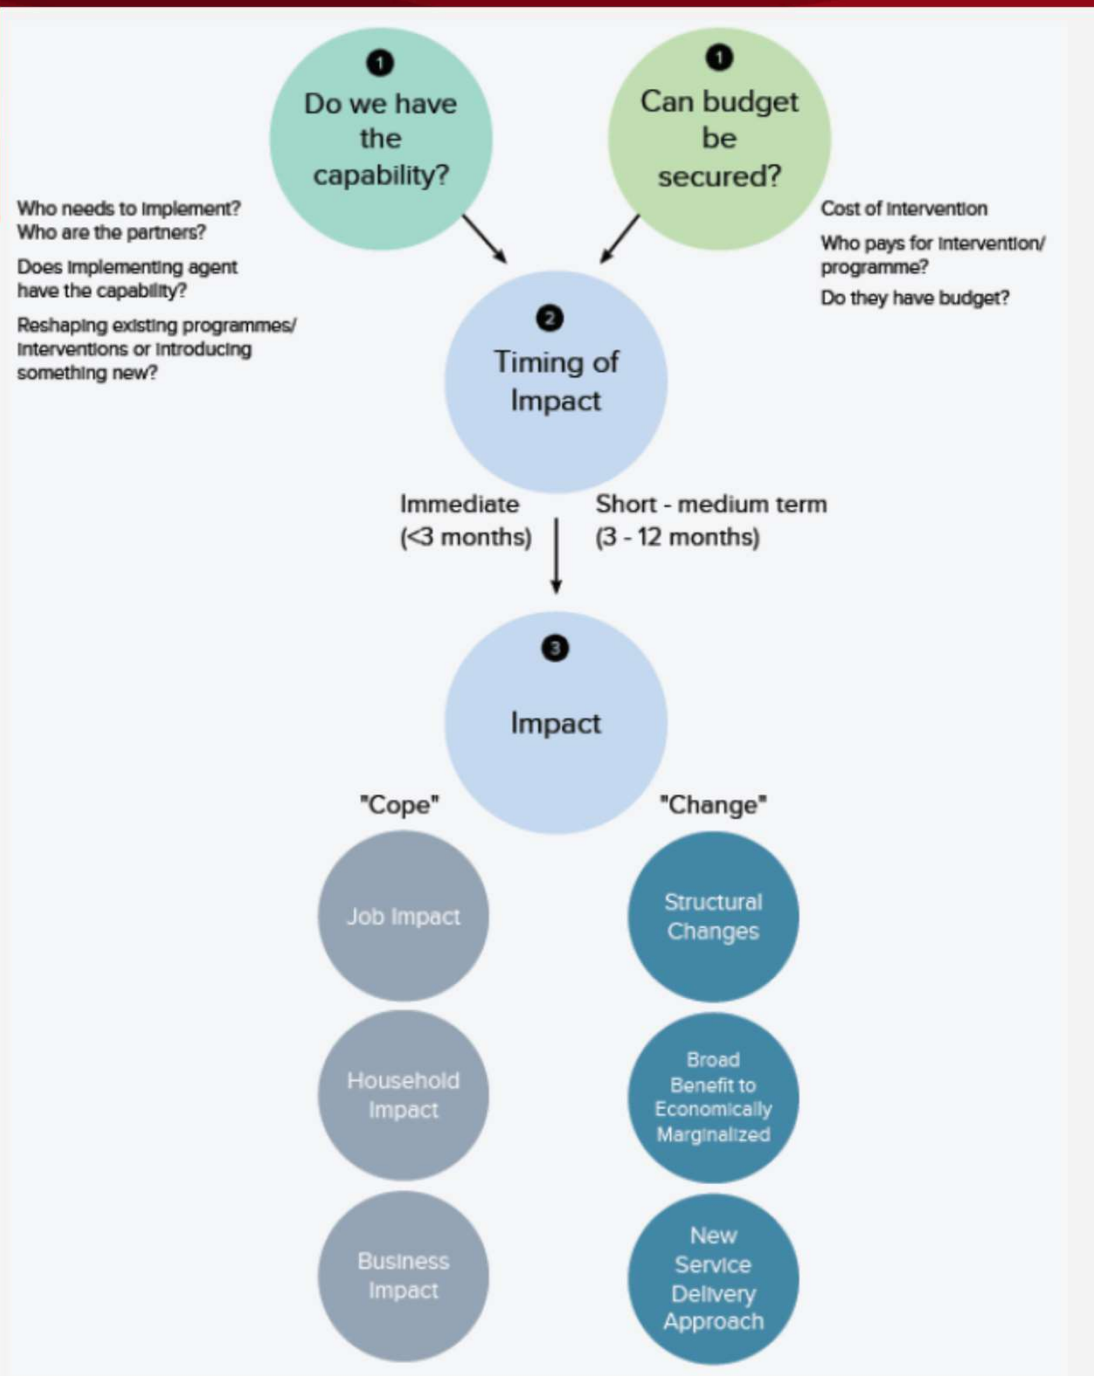 1
Do we have
the
capability?
1
Can budget
be
secured?
Who needs to implement?
Who are the partners?
Does implementing agent
have the capability?
Reshaping existing programmes/
interventions or introducing
something new?
Cost of intervention
Who pays for intervention/
programme?
Do they have budget?
2
Timing of
Impact
Immediate
(<3 months)
Short - medium term
(3 - 12 months)
3
Impact
"Cope"
Job Impact
Household
Impact
Business
Impact
"Change"
Structural
Changes
Broad
Benefit to
Economically
Marginalized
New
Service
Delivery
Approach